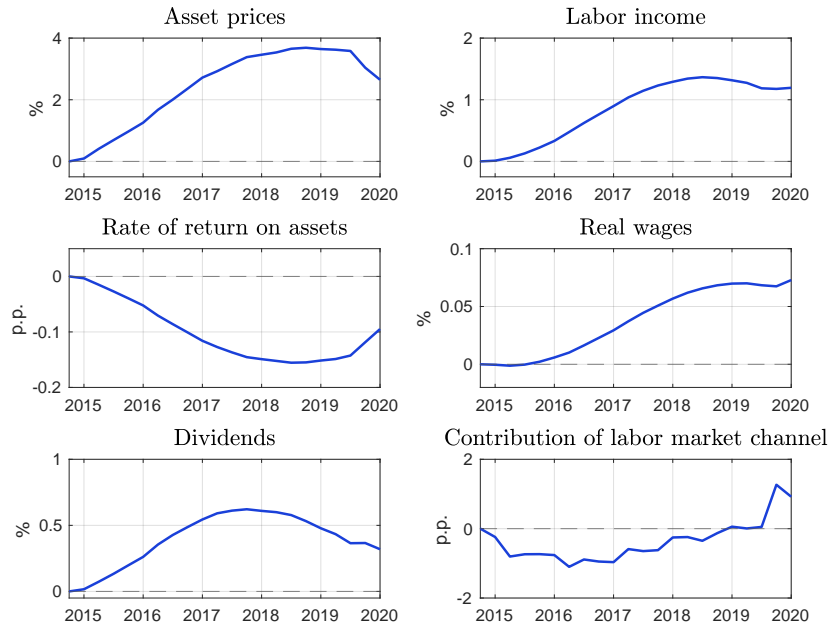 Asset prices
4
2
0
%
2015 2016 2017 2018 2019 2020
Labor income
2
1
0
%
2015 2016 2017 2018 2019 2020
Rate of return on assets
0
-0.1
-0.2
p.p.
2015 2016 2017 2018 2019 2020
Real wages
0.1
0.05
0
%
2015 2016 2017 2018 2019 2020
Dividends
1
0.5
0
%
2015 2016 2017 2018 2019 2020
Contribution of labor market channel
2
0
-2
p.p.
2015 2016 2017 2018 2019 2020